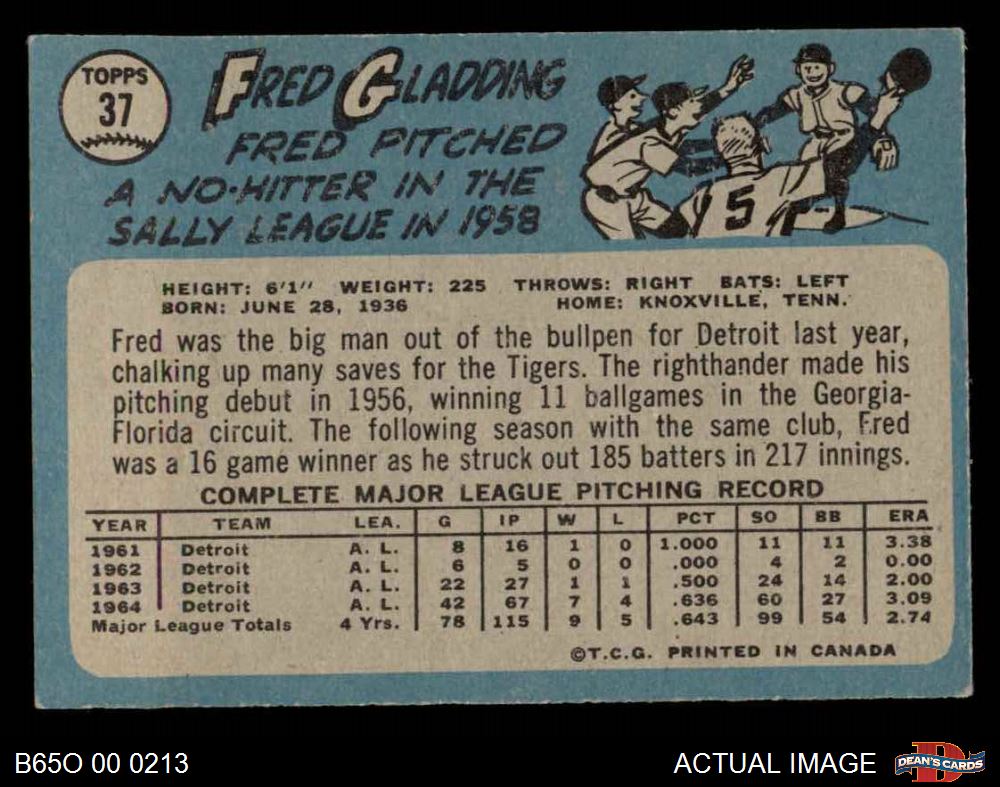 TOPPS
37
FRED GLADDING
FRED PITCHED
A NO-HITTER IN THE
SALLY LEAGUE IN 1958
5
HEIGHT: 6'1" WEIGHT: 225 THROWS: RIGHT BATS: LEFT
BORN: JUNE 28, 1936 HOME: KNOXVILLE, TENN.
Fred was the big man out of the bullpen for Detroit last year,
chalking up many saves for the Tigers. The righthander made his
pitching debut in 1956, winning 11 ballgames in the Georgia-
Florida circuit. The following season with the same club, Fred
was a 16 game winner as he struck out 185 batters in 217 innings.
COMPLETE MAJOR LEAGUE PITCHING RECORD
YEAR TEAM LEA. G IP W L PCT SO BB ERA
1961 Detroit A. L. 8 16 1 0 1.000 11 11 3.38
1962 Detroit A. L. 6 5 0 0 .000 4 2 0.00
1963 Detroit A. L. 22 27 1 1 .500 24 14 2.00
1964 Detroit A. L. 42 67 7 4 .636 60 27 3.09
Major League Totals 4 Yrs. 78 115 9 5 .643 99 54 2.74
©T.C.G. PRINTED IN CANADA
B65O 00 0213 ACTUAL IMAGE DEAN'S CARDS